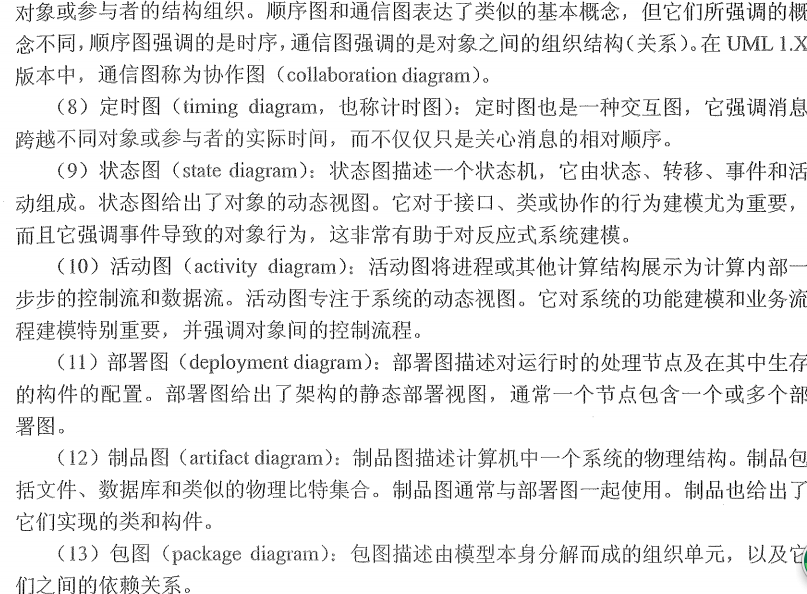 对象或参与者的结构组织。顺序图和通信图表达了类似的基本概念，但它们所强调的概
念不同，顺序图强调的是时序，通信图强调的是对象之间的组织结构（关系）。在 UML 1.X
版本中，通信图称为协作图（collaboration diagram）。
（8）定时图（timing diagram，也称计时图）：定时图也是一种交互图，它强调消息
跨越不同对象或参与者的实际时间，而不仅仅只是关心消息的相对顺序。
（9）状态图（state diagram）：状态图描述一个状态机，它由状态、转移、事件和活
动组成。状态图给出了对象的动态视图。它对于接口、类或协作的行为建模尤为重要，
而且它强调事件导致的对象行为，这非常有助于对反应式系统建模。
（10）活动图（activity diagram）：活动图将进程或其他计算结构展示为计算内部一
步步的控制流和数据流。活动图专注于系统的动态视图。它对系统的功能建模和业务流
程建模特别重要，并强调对象间的控制流程。
（11）部署图（deployment diagram）：部署图描述对运行时的处理节点及在其中生存
的构件的配置。部署图给出了架构的静态部署视图，通常一个节点包含一个或多个部
署图。
（12）制品图（artifact diagram）：制品图描述计算机中一个系统的物理结构。制品包
括文件、数据库和类似的物理比特集合。制品图通常与部署图一起使用。制品也给出了
它们实现的类和构件。
（13）包图（package diagram）：包图描述由模型本身分解而成的组织单元，以及它
们之间的依赖关系。